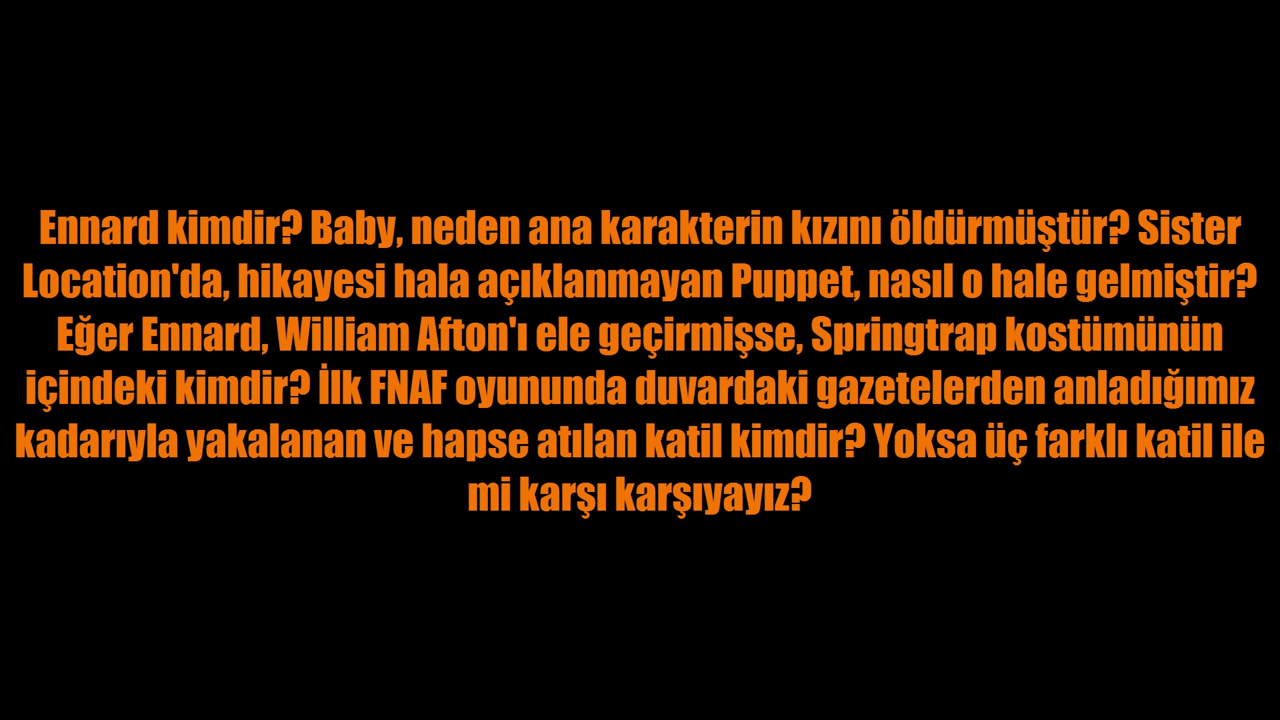 Ennard kimdir? Baby, neden ana karakterin kızını öldürmüştür? Sister
Location'da, hikayesi hala açıklanmayan Puppet, nasıl o hale gelmiştir?
Eğer Ennard, William Afton'ı ele geçirmişse, Springtrap kostümünün
içindeki kimdir? İlk FNAF oyununda duvardaki gazetelerden anladığımız
kadarıyla yakalanan ve hapse atılan katil kimdir? Yoksa üç farklı katil ile
mi karşı karşıyayız?